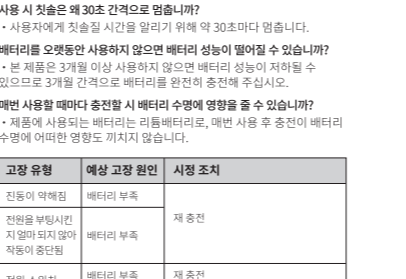 사용 시 칫솔은 왜 30초 간격으로 멈춥니까?
• 사용자에게 칫솔질 시간을 알리기 위해 약 30초마다 멈춥니다.
배터리를 오랫동안 사용하지 않으면 배터리 성능이 떨어질 수 있습니까?
• 본 제품은 3개월 이상 사용하지 않으면 배터리 성능이 저하될 수
있으므로 3개월 간격으로 배터리를 완전히 충전해 주십시오.
매번 사용할 때마다 충전할 시 배터리 수명에 영향을 줄 수 있습니까?
• 제품에 사용되는 배터리는 리튬배터리로, 매번 사용 후 충전이 배터리
수명에 어떠한 영향도 끼치지 않습니다.
고장 유형 예상 고장 원인 시정 조치
진동이 약해짐 배터리 부족
재 충전
전원을 부팅시킨
지 얼마 되지 않아
작동이 중단됨
배터리 부족
배터리 부족 재 충전